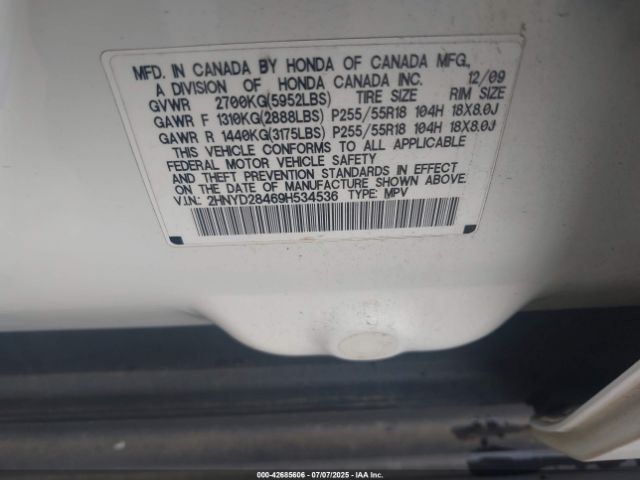 MFD. IN CANADA BY HONDA OF CANADA MFG.,
A DIVISION OF HONDA CANADA INC. 12/09
GVWR 2700KG(5952LBS) TIRE SIZE RIM SIZE
GAWR F 1310KG(2888LBS) P255/55R18 104H 18X8.0J
GAWR R 1440KG(3175LBS) P255/55R18 104H 18X8.0J
THIS VEHICLE CONFORMS TO ALL APPLICABLE
FEDERAL MOTOR VEHICLE SAFETY
AND THEFT PREVENTION STANDARDS IN EFFECT
ON THE DATE OF MANUFACTURE SHOWN ABOVE.
V.I.N.: 2HNYD28469H534536 TYPE: MPV
000-42685606 | 07/07/2025 - IAAI Inc.